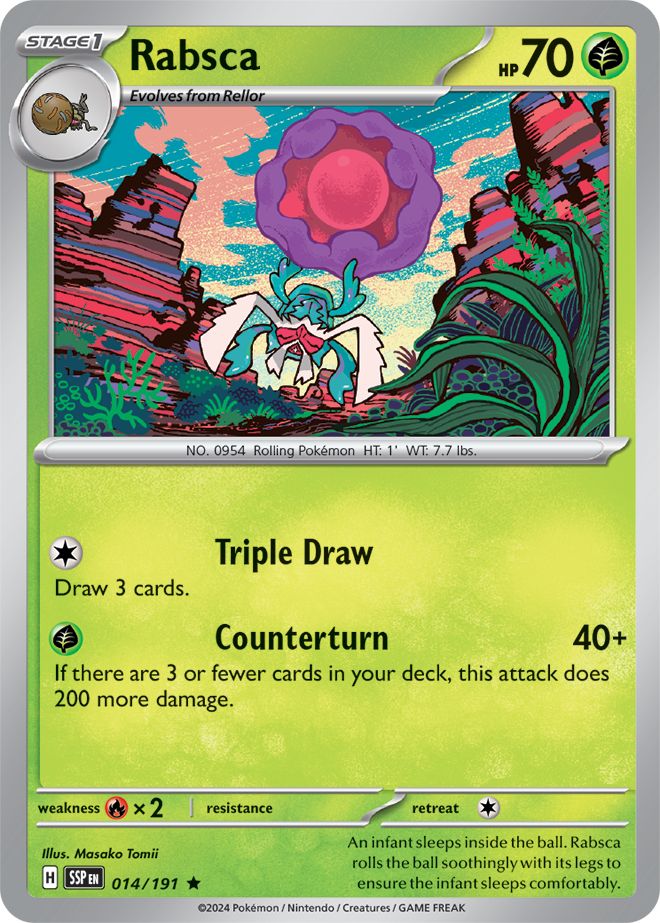 STAGE1
Rabsca
HP70
Evolves from Rellor
NO. 0954 Rolling Pokémon HT: 1' WT: 7.7 lbs.
Triple Draw
Draw 3 cards.
Counterturn 40+
If there are 3 or fewer cards in your deck, this attack does
200 more damage.
weakness ×2 resistance retreat
Illus. Masako Tomii
H SSP EN 014/191 ★
An infant sleeps inside the ball. Rabsca
rolls the ball soothingly with its legs to
ensure the infant sleeps comfortably.
©2024 Pokémon / Nintendo / Creatures / GAME FREAK